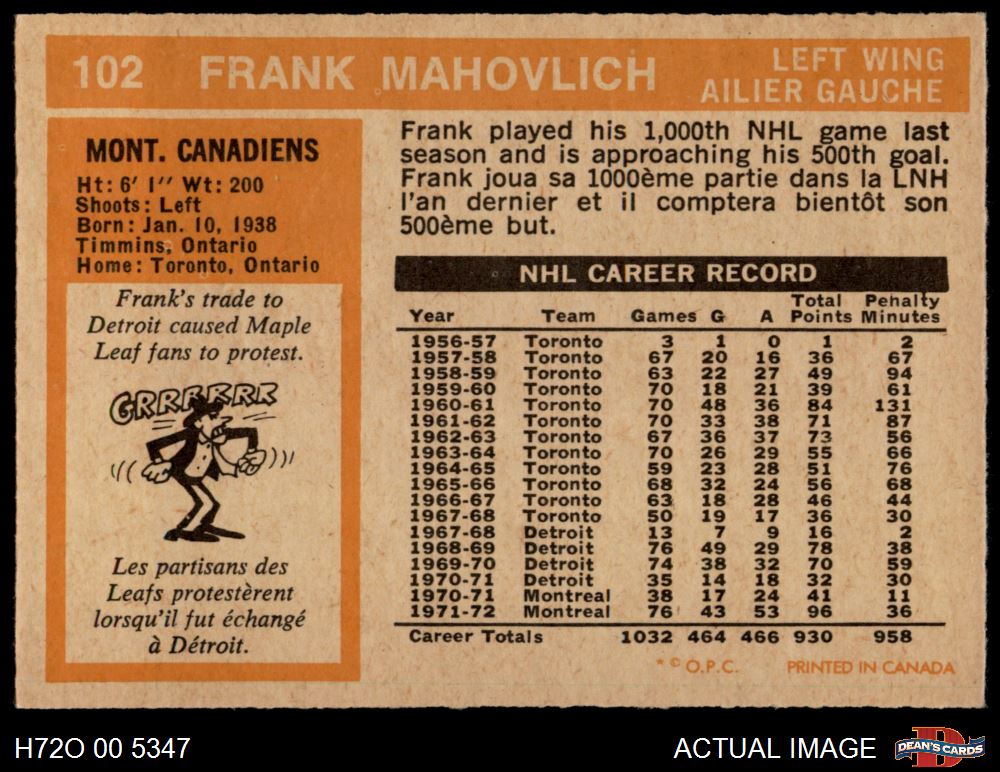 102 FRANK MAHOVLICH LEFT WING
AILIER GAUCHE
MONT. CANADIENS
Ht: 6' 1'' Wt: 200
Shoots: Left
Born: Jan. 10, 1938
Timmins, Ontario
Home: Toronto, Ontario
Frank's trade to
Detroit caused Maple
Leaf fans to protest.
GRRRRRR
Les partisans des
Leafs protestèrent
lorsqu'il fut échangé
à Détroit.
Frank played his 1,000th NHL game last
season and is approaching his 500th goal.
Frank joua sa 1000ème partie dans la LNH
l'an dernier et il comptera bientôt son
500ème but.
NHL CAREER RECORD
Year Team Games G A Total Points Penalty Minutes
1956-57 Toronto 3 1 0 1 2
1957-58 Toronto 67 20 16 36 67
1958-59 Toronto 63 22 27 49 94
1959-60 Toronto 70 18 21 39 61
1960-61 Toronto 70 48 36 84 131
1961-62 Toronto 70 33 38 71 87
1962-63 Toronto 67 36 37 73 56
1963-64 Toronto 70 26 29 55 66
1964-65 Toronto 59 23 28 51 76
1965-66 Toronto 68 32 24 56 68
1966-67 Toronto 63 18 28 46 44
1967-68 Toronto 50 19 17 36 30
1967-68 Detroit 13 7 9 16 2
1968-69 Detroit 76 49 29 78 38
1969-70 Detroit 74 38 32 70 59
1970-71 Detroit 35 14 18 32 30
1970-71 Montreal 38 17 24 41 11
1971-72 Montreal 76 43 53 96 36
Career Totals 1032 464 466 930 958
* © O.P.C. PRINTED IN CANADA
H72O 00 5347 ACTUAL IMAGE D DEAN'S CARDS